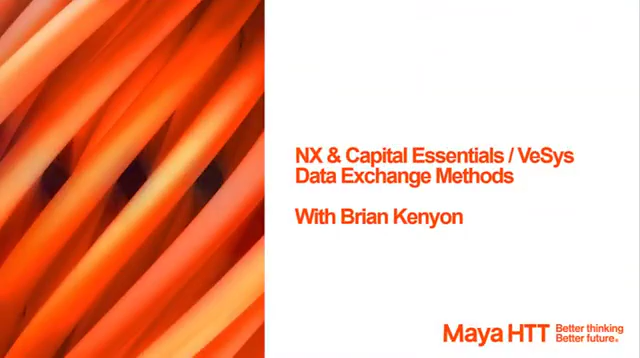 NX & Capital Essentials / VeSys
Data Exchange Methods
With Brian Kenyon
Maya HTT
Better thinking
Better future.